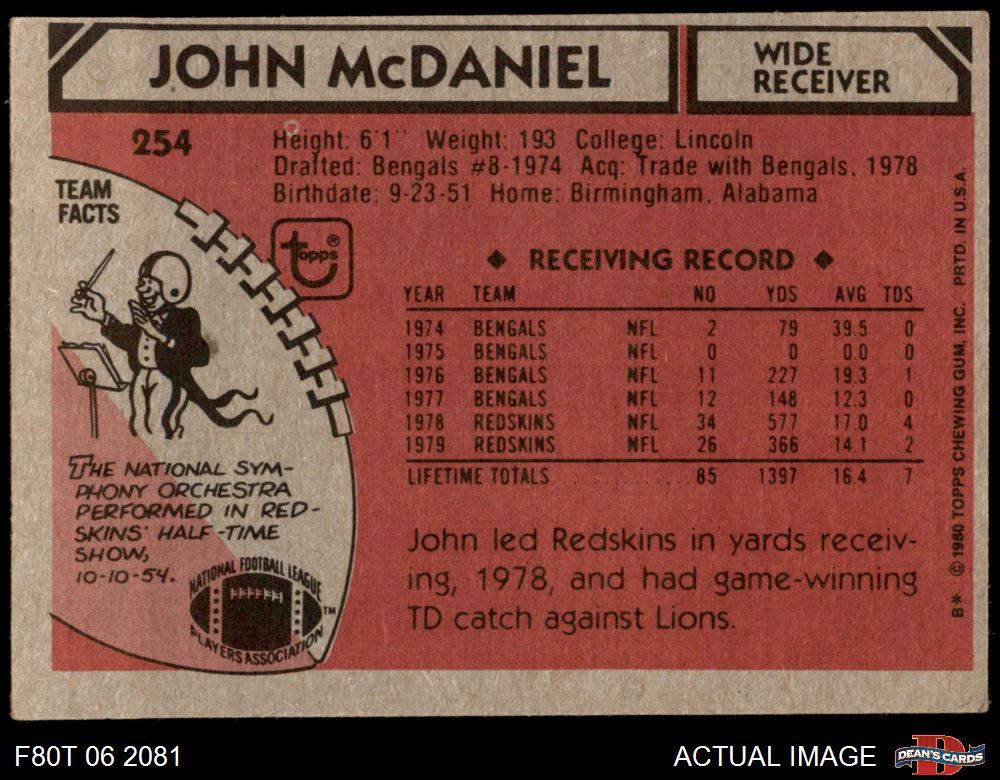 JOHN McDANIEL
WIDE
RECEIVER
254
Height: 6'1" Weight: 193 College: Lincoln
Drafted: Bengals #8-1974 Acq: Trade with Bengals, 1978
Birthdate: 9-23-51 Home: Birmingham, Alabama
TEAM
FACTS
topps®
◆ RECEIVING RECORD ◆
YEAR TEAM NO YDS AVG TDS
1974 BENGALS NFL 2 79 39.5 0
1975 BENGALS NFL 0 0 0.0 0
1976 BENGALS NFL 11 227 19.3 1
1977 BENGALS NFL 12 148 12.3 0
1978 REDSKINS NFL 34 577 17.0 4
1979 REDSKINS NFL 26 366 14.1 2
LIFETIME TOTALS ............... 85 1397 16.4 7
THE NATIONAL SYM-
PHONY ORCHESTRA
PERFORMED IN RED-
SKINS' HALF-TIME
SHOW,
10-10-54.
NATIONAL FOOTBALL LEAGUE
PLAYERS ASSOCIATION
TM
John led Redskins in yards receiv-
ing, 1978, and had game-winning
TD catch against Lions.
B* © 1980 TOPPS CHEWING GUM, INC. PRTD. IN U.S.A.
F80T 06 2081
ACTUAL IMAGE
D
DEAN'S CARDS